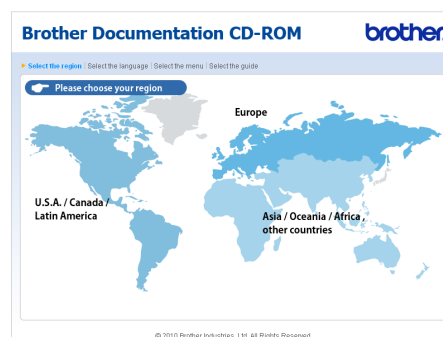 Brother Documentation CD-ROM
brother
Select the region | Select the language | Select the menu | Select the guide
Please choose your region
Europe
U.S.A. / Canada /
Latin America
Asia / Oceania / Africa ,
other countries
© 2010 Brother Industries, Ltd. All Rights Reserved.